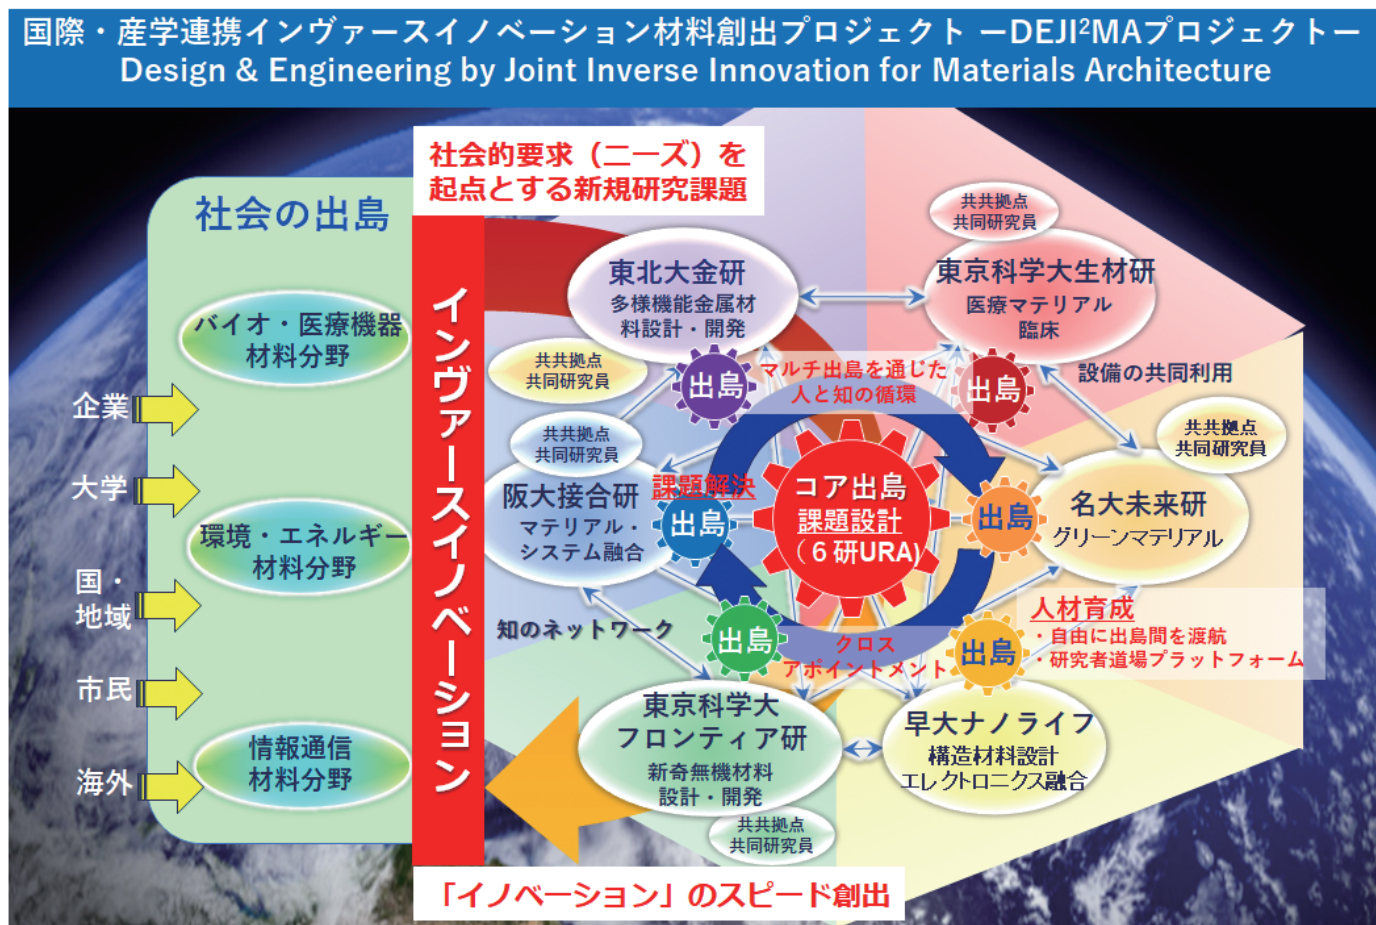 国際・産学連携インヴァースイノベーション材料創出プロジェクト ーDEJI²MAプロジェクトー
Design & Engineering by Joint Inverse Innovation for Materials Architecture
社会的要求（ニーズ）を
起点とする新規研究課題
社会の出島
バイオ・医療機器
材料分野
環境・エネルギー
材料分野
情報通信
材料分野
企業
大学
国・
地域
市民
海外
インヴァースイノベーション
東北大金研
多様機能金属材
料設計・開発
共共拠点
共同研究員
東京科学大生材研
医療マテリアル
臨床
共共拠点
共同研究員
出島
マルチ出島を通じた
人と知の循環
出島
設備の共同利用
共共拠点
共同研究員
共共拠点
共同研究員
阪大接合研
マテリアル・
システム融合
課題解決
出島
コア出島
課題設計
（６研URA)
出島
名大未来研
グリーンマテリアル
知のネットワーク
出島
クロス
アポイントメント
出島
人材育成
・自由に出島間を渡航
・研究者道場プラットフォーム
東京科学大
フロンティア研
新奇無機材料
設計・開発
共共拠点
共同研究員
早大ナノライフ
構造材料設計
エレクトロニクス融合
「イノベーション」のスピード創出